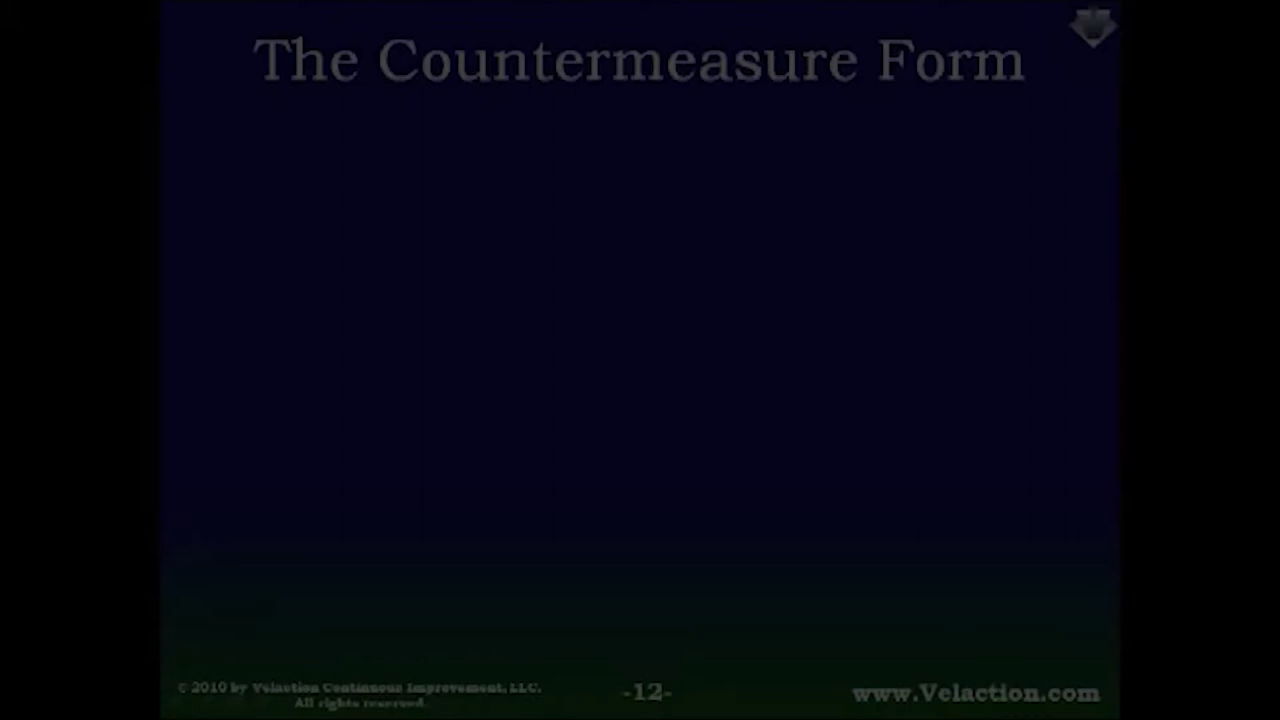 The Countermeasure Form
© 2010 by Velaction Continuous Improvement, LLC.
All rights reserved.
-12-
www.Velaction.com